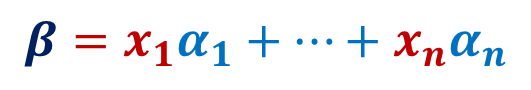 β = x₁α₁ + ⋯ + xₙαₙ